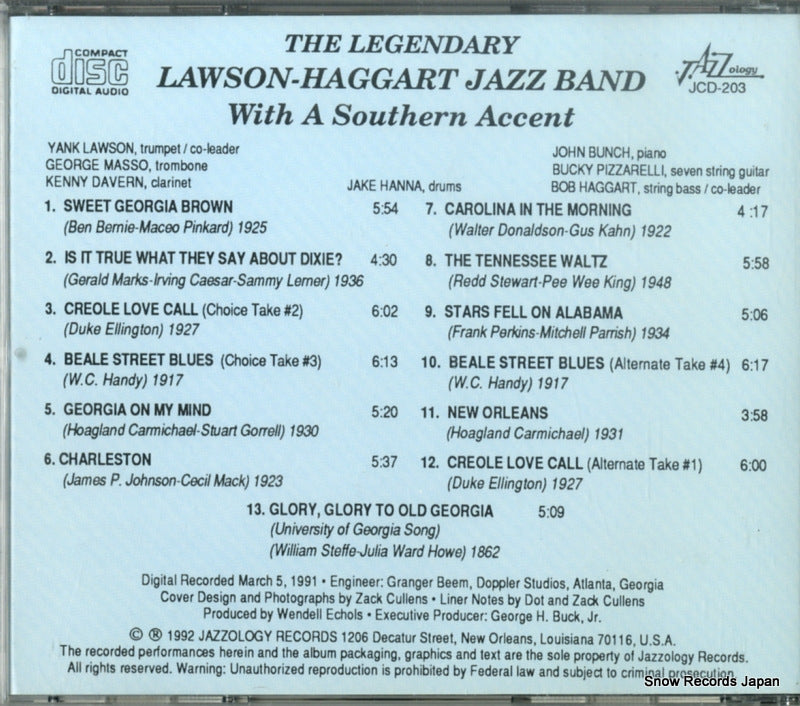 COMPACT
disc
DIGITAL AUDIO
THE LEGENDARY
LAWSON-HAGGART JAZZ BAND
With A Southern Accent
JAZZology
JCD-203
YANK LAWSON, trumpet / co-leader
GEORGE MASSO, trombone
KENNY DAVERN, clarinet
JAKE HANNA, drums
JOHN BUNCH, piano
BUCKY PIZZARELLI, seven string guitar
BOB HAGGART, string bass / co-leader
1. SWEET GEORGIA BROWN 5:54
(Ben Bernie-Maceo Pinkard) 1925
2. IS IT TRUE WHAT THEY SAY ABOUT DIXIE? 4:30
(Gerald Marks-Irving Caesar-Sammy Lerner) 1936
3. CREOLE LOVE CALL (Choice Take #2) 6:02
(Duke Ellington) 1927
4. BEALE STREET BLUES (Choice Take #3) 6:13
(W.C. Handy) 1917
5. GEORGIA ON MY MIND 5:20
(Hoagland Carmichael-Stuart Gorrell) 1930
6. CHARLESTON 5:37
(James P. Johnson-Cecil Mack) 1923
7. CAROLINA IN THE MORNING 4:17
(Walter Donaldson-Gus Kahn) 1922
8. THE TENNESSEE WALTZ 5:58
(Redd Stewart-Pee Wee King) 1948
9. STARS FELL ON ALABAMA 5:06
(Frank Perkins-Mitchell Parrish) 1934
10. BEALE STREET BLUES (Alternate Take #4) 6:17
(W.C. Handy) 1917
11. NEW ORLEANS 3:58
(Hoagland Carmichael) 1931
12. CREOLE LOVE CALL (Alternate Take #1) 6:00
(Duke Ellington) 1927
13. GLORY, GLORY TO OLD GEORGIA 5:09
(University of Georgia Song)
(William Steffe-Julia Ward Howe) 1862
Digital Recorded March 5, 1991 • Engineer: Granger Beem, Doppler Studios, Atlanta, Georgia
Cover Design and Photographs by Zack Cullens • Liner Notes by Dot and Zack Cullens
Produced by Wendell Echols • Executive Producer: George H. Buck, Jr.
© ® 1992 JAZZOLOGY RECORDS 1206 Decatur Street, New Orleans, Louisiana 70116, U.S.A.
The recorded performances herein and the album packaging, graphics and text are the sole property of Jazzology Records.
All rights reserved. Warning: Unauthorized reproduction is prohibited by Federal law and subject to criminal prosecution.
Snow Records Japan